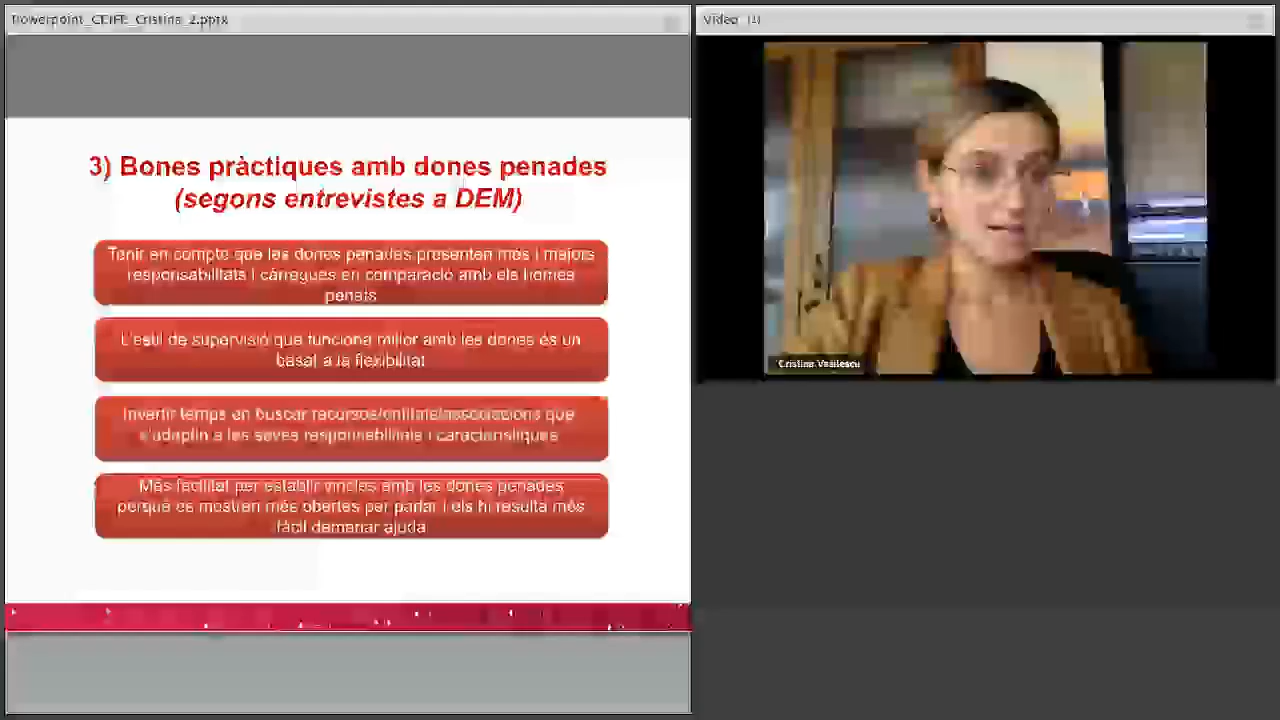 Powerpoint_CEJFE_Cristina_2.pptx
Video (1)
3) Bones pràctiques amb dones penades
(segons entrevistes a DEM)
Tenir en compte que les dones penades presenten més i majors
responsabilitats i càrregues en comparació amb els homes
penats
L'estil de supervisió que funciona millor amb les dones és un
basat a la flexibilitat
Invertir temps en buscar recursos/entitats/associacions que
s'adaptin a les seves responsabilitats i característiques
Més facilitat per establir vincles amb les dones penades
perquè es mostren més obertes per parlar i els hi resulta més
fàcil demanar ajuda
Cristina Vasilescu